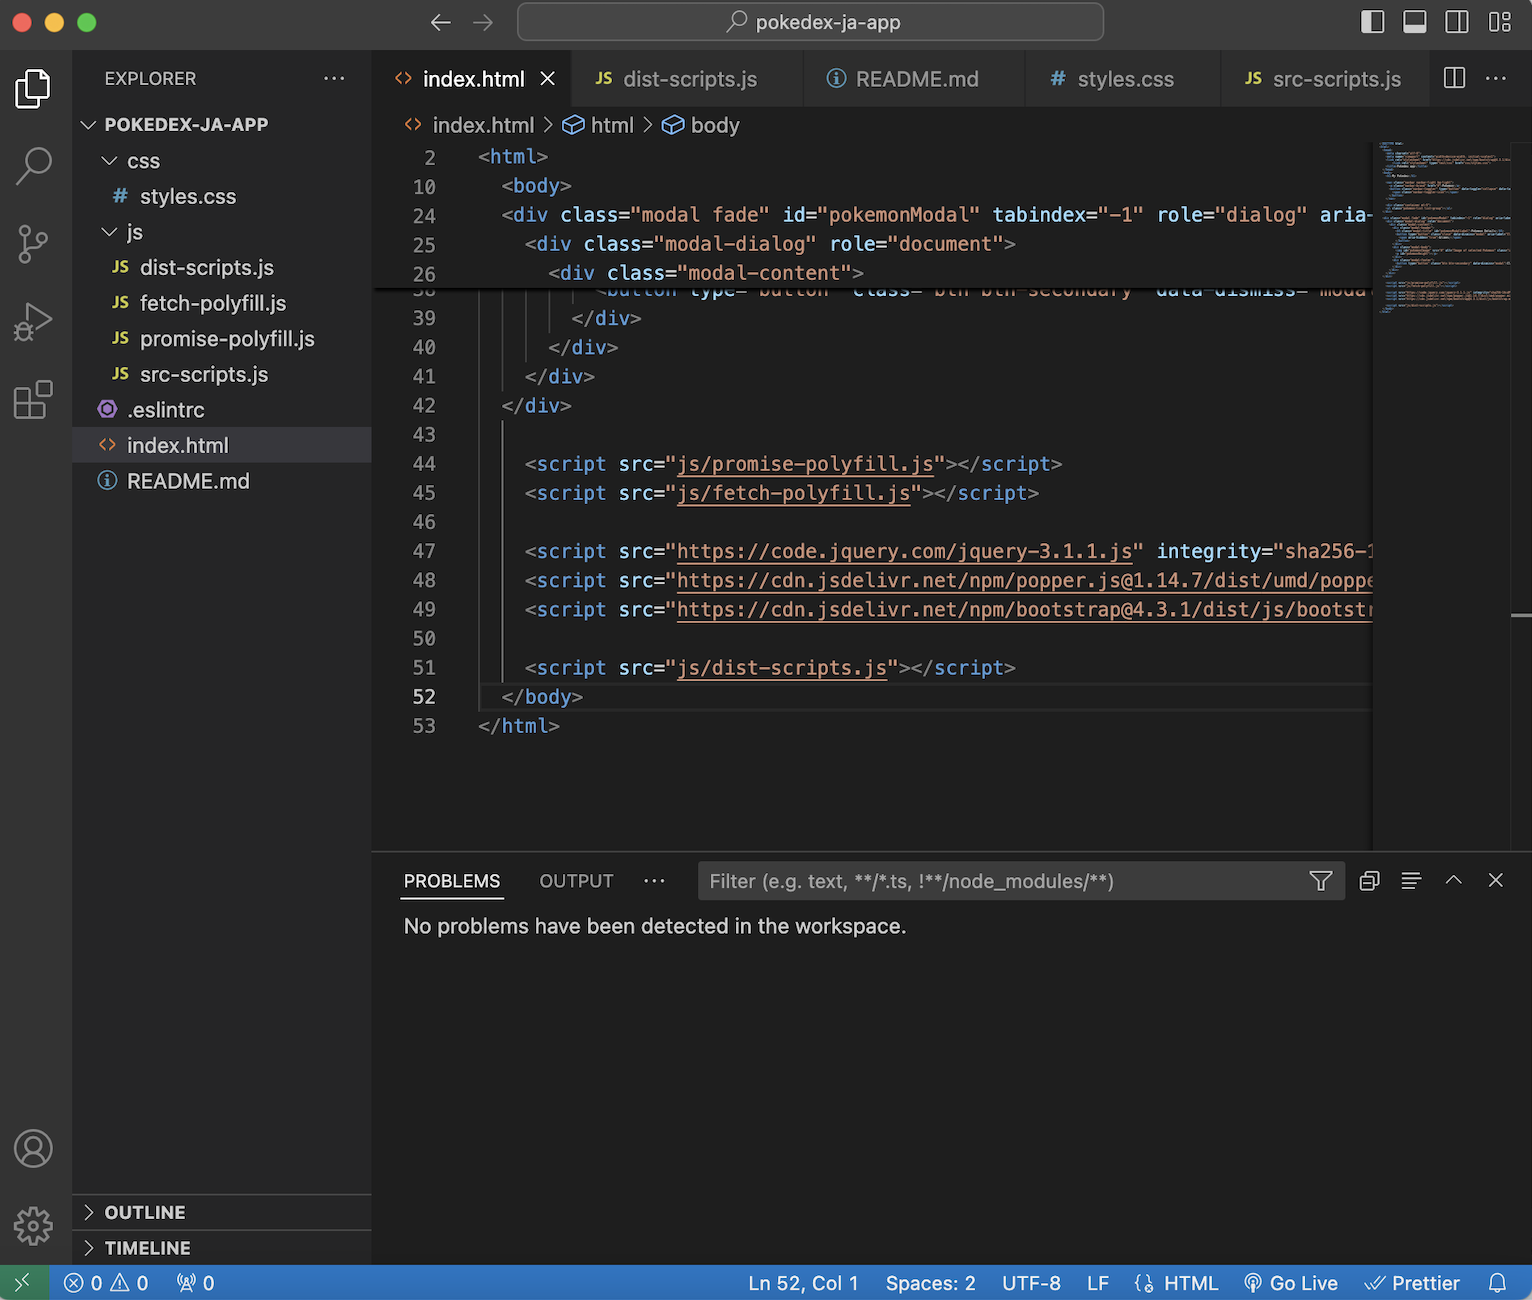 pokedex-ja-app
EXPLORER
POKEDEX-JA-APP
css
# styles.css
js
JS dist-scripts.js
JS fetch-polyfill.js
JS promise-polyfill.js
JS src-scripts.js
.eslintrc
<> index.html
README.md
OUTLINE
TIMELINE
<> index.html JS dist-scripts.js README.md # styles.css JS src-scripts.js
<> index.html > html > body
2 <html>
10 <body>
24 <div class="modal fade" id="pokemonModal" tabindex="-1" role="dialog" aria-
25 <div class="modal-dialog" role="document">
26 <div class="modal-content">
38 <button type="button" class="btn btn-secondary" data-dismiss="modal
39 </div>
40 </div>
41 </div>
42 </div>
43
44 <script src="js/promise-polyfill.js"></script>
45 <script src="js/fetch-polyfill.js"></script>
46
47 <script src="https://code.jquery.com/jquery-3.1.1.js" integrity="sha256-1
48 <script src="https://cdn.jsdelivr.net/npm/popper.js@1.14.7/dist/umd/poppe
49 <script src="https://cdn.jsdelivr.net/npm/bootstrap@4.3.1/dist/js/bootstr
50
51 <script src="js/dist-scripts.js"></script>
52 </body>
53 </html>
PROBLEMS OUTPUT Filter (e.g. text, **/*.ts, !**/node_modules/**)
No problems have been detected in the workspace.
0 0 0 Ln 52, Col 1 Spaces: 2 UTF-8 LF HTML Go Live Prettier